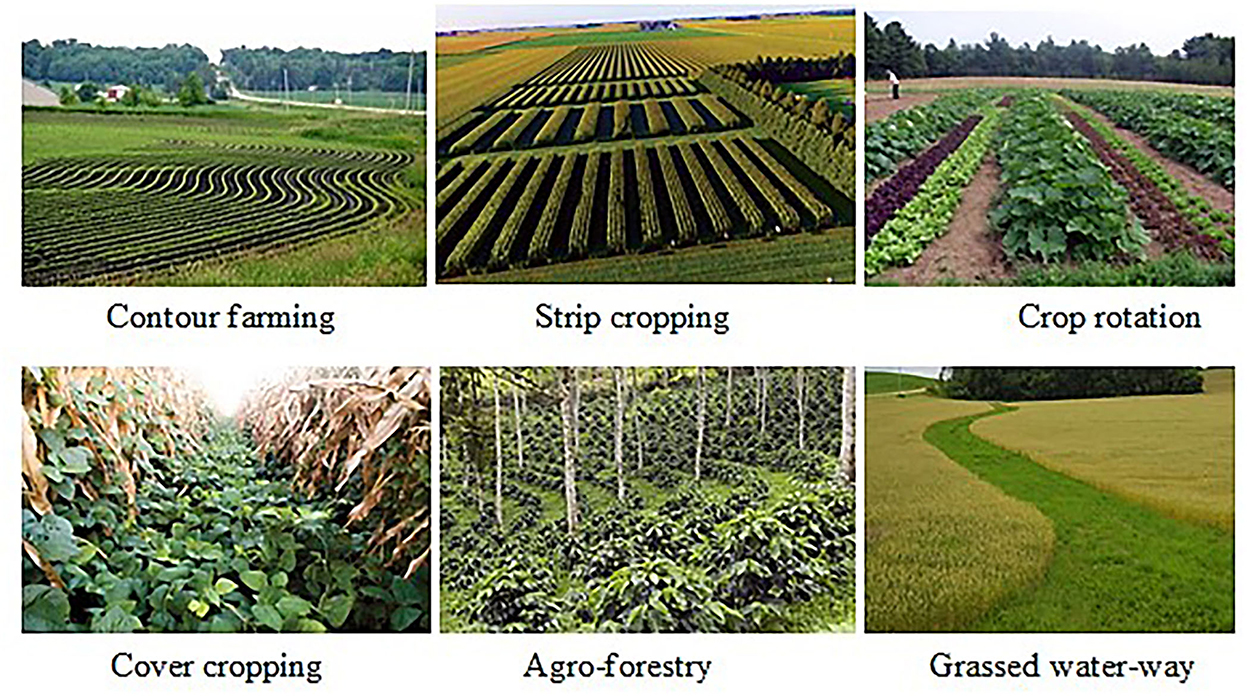 Contour farming
Strip cropping
Crop rotation
Cover cropping
Agro-forestry
Grassed water-way